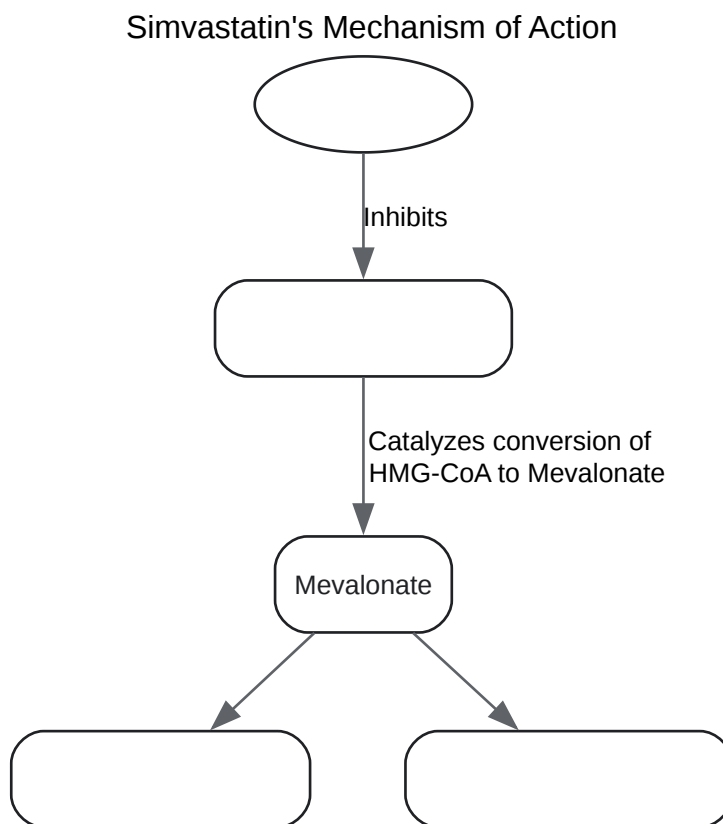 Simvastatin's Mechanism of Action
Inhibits
Catalyzes conversion of
HMG-CoA to Mevalonate
Mevalonate